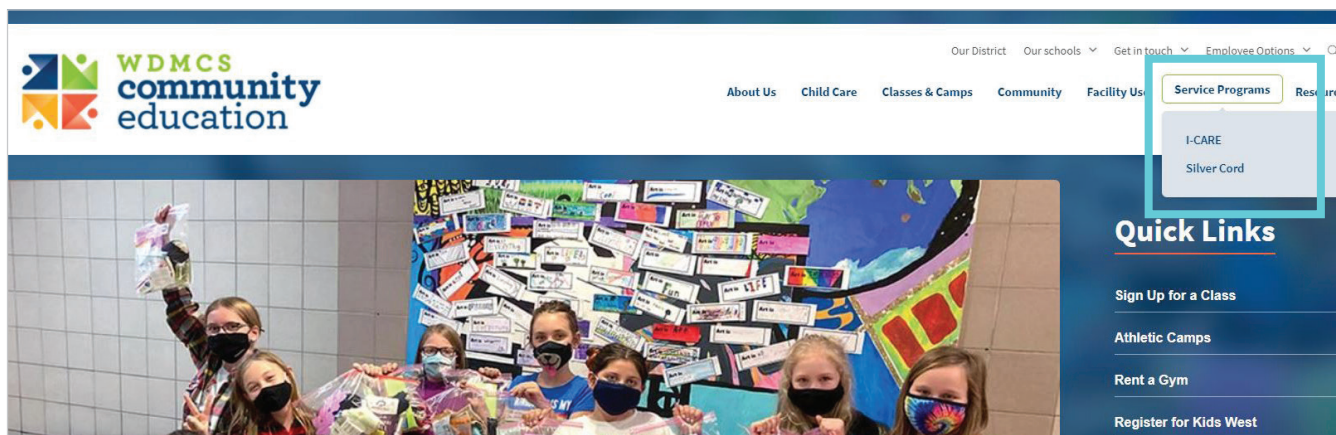 Our District Our schools Get in touch Employee Options
WDMCS
community
education
About Us Child Care Classes & Camps Community Facility Service Programs
I-CARE
Silver Cord
Quick Links
Sign Up for a Class
Athletic Camps
Rent a Gym
Register for Kids West
Fun
LIFE